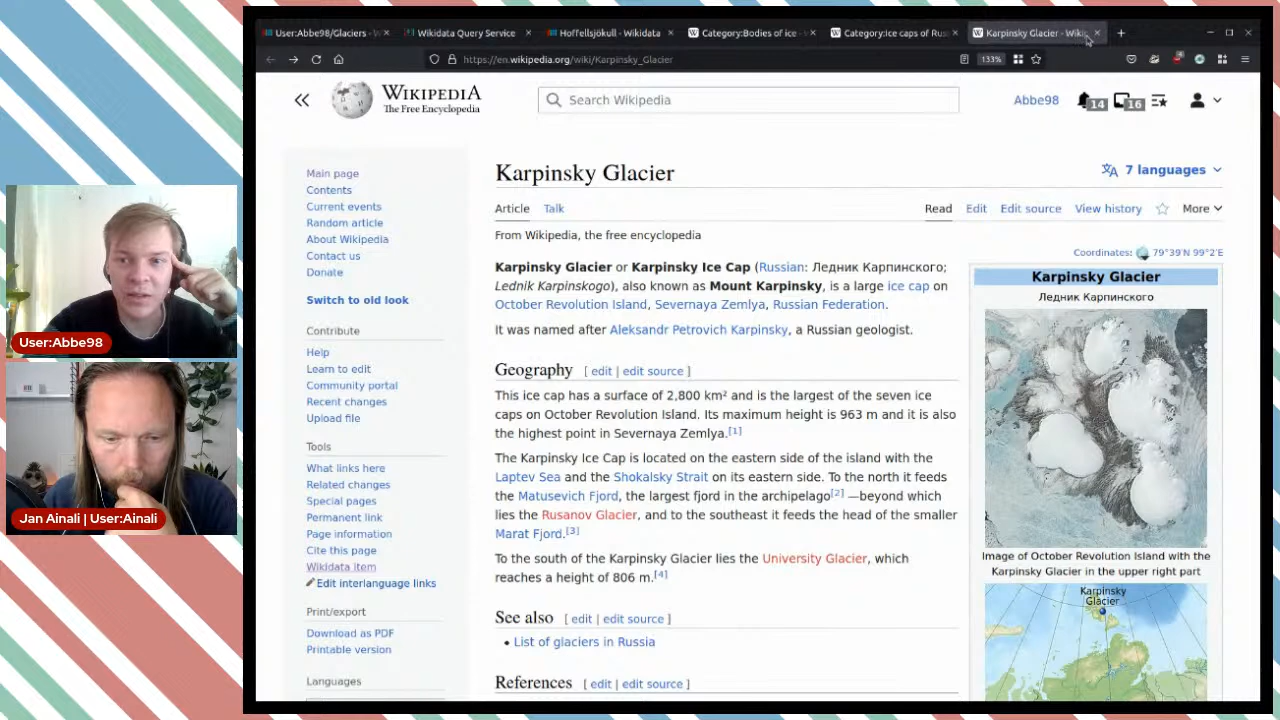 User:Abbe98/Glaciers - W
Wikidata Query Service
Hoffellsjökull - Wikidata
Category:Bodies of ice -
Category:Ice caps of Rus
Karpinsky Glacier - Wiki
https://en.wikipedia.org/wiki/Karpinsky_Glacier
133%
WIKIPEDIA
The Free Encyclopedia
Search Wikipedia
Abbe98
14
16
Main page
Contents
Current events
Random article
About Wikipedia
Contact us
Donate
Switch to old look
Contribute
Help
Learn to edit
Community portal
Recent changes
Upload file
Tools
What links here
Related changes
Special pages
Permanent link
Page information
Cite this page
Wikidata item
Edit interlanguage links
Print/export
Download as PDF
Printable version
Languages
Karpinsky Glacier
7 languages
Article Talk
Read Edit Edit source View history More
From Wikipedia, the free encyclopedia
Coordinates: 79°39′N 99°2′E
Karpinsky Glacier or Karpinsky Ice Cap (Russian: Ледник Карпинского;
Lednik Karpinskogo), also known as Mount Karpinsky, is a large ice cap on
October Revolution Island, Severnaya Zemlya, Russian Federation.
It was named after Aleksandr Petrovich Karpinsky, a Russian geologist.
Geography [ edit | edit source ]
This ice cap has a surface of 2,800 km² and is the largest of the seven ice
caps on October Revolution Island. Its maximum height is 963 m and it is also
the highest point in Severnaya Zemlya.[1]
The Karpinsky Ice Cap is located on the eastern side of the island with the
Laptev Sea and the Shokalsky Strait on its eastern side. To the north it feeds
the Matusevich Fjord, the largest fjord in the archipelago[2] —beyond which
lies the Rusanov Glacier, and to the southeast it feeds the head of the smaller
Marat Fjord.[3]
To the south of the Karpinsky Glacier lies the University Glacier, which
reaches a height of 806 m.[4]
See also [ edit | edit source ]
• List of glaciers in Russia
References [ edit | edit source ]
Karpinsky Glacier
Ледник Карпинского
Image of October Revolution Island with the
Karpinsky Glacier in the upper right part
Karpinsky
Glacier
User:Abbe98
Jan Ainali | User:Ainali